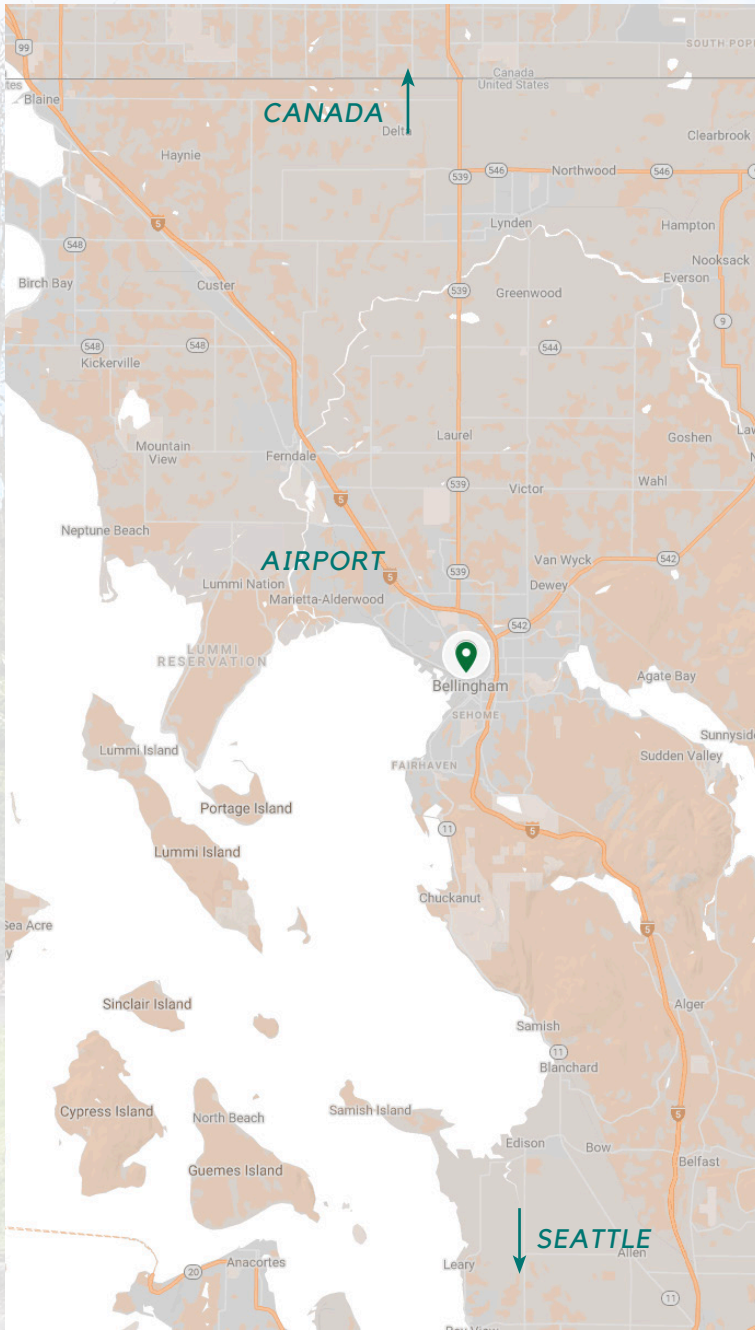 SOUTH POP
99
Canada
United States
tes
Blaine
CANADA
Delta
Clearbrook
Haynie
546
Northwood
546
539
Lynden
5
Hampton
548
Nooksack
Birch Bay
Custer
Everson
539
Greenwood
9
548
548
544
Kickerville
Laurel
Goshen
Law
Mountain
View
Ferndale
539
Victor
Wahl
5
Neptune Beach
AIRPORT
Van Wyck
542
Lummi Nation
5
539
Dewey
Marietta-Alderwood
542
LUMMI
RESERVATION
Bellingham
Agate Bay
SEHOME
Lummi Island
Sunnyside
FAIRHAVEN
Sudden Valley
Portage Island
11
5
Lummi Island
Chuckanut
Sea Acre
y
5
Sinclair Island
Alger
Samish
11
Blanchard
Cypress Island
North Beach
Samish Island
5
Edison
Bow
Belfast
Guemes Island
SEATTLE
Allen
Anacortes
Leary
20
11
Bay View